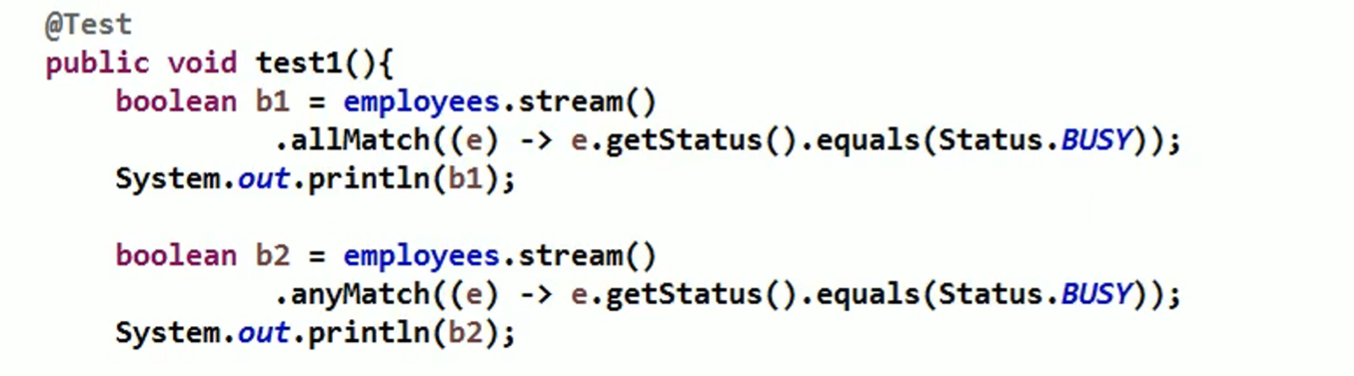 @Test
public void test1(){
    boolean b1 = employees.stream()
            .allMatch((e) -> e.getStatus().equals(Status.BUSY));
    System.out.println(b1);

    boolean b2 = employees.stream()
            .anyMatch((e) -> e.getStatus().equals(Status.BUSY));
    System.out.println(b2);